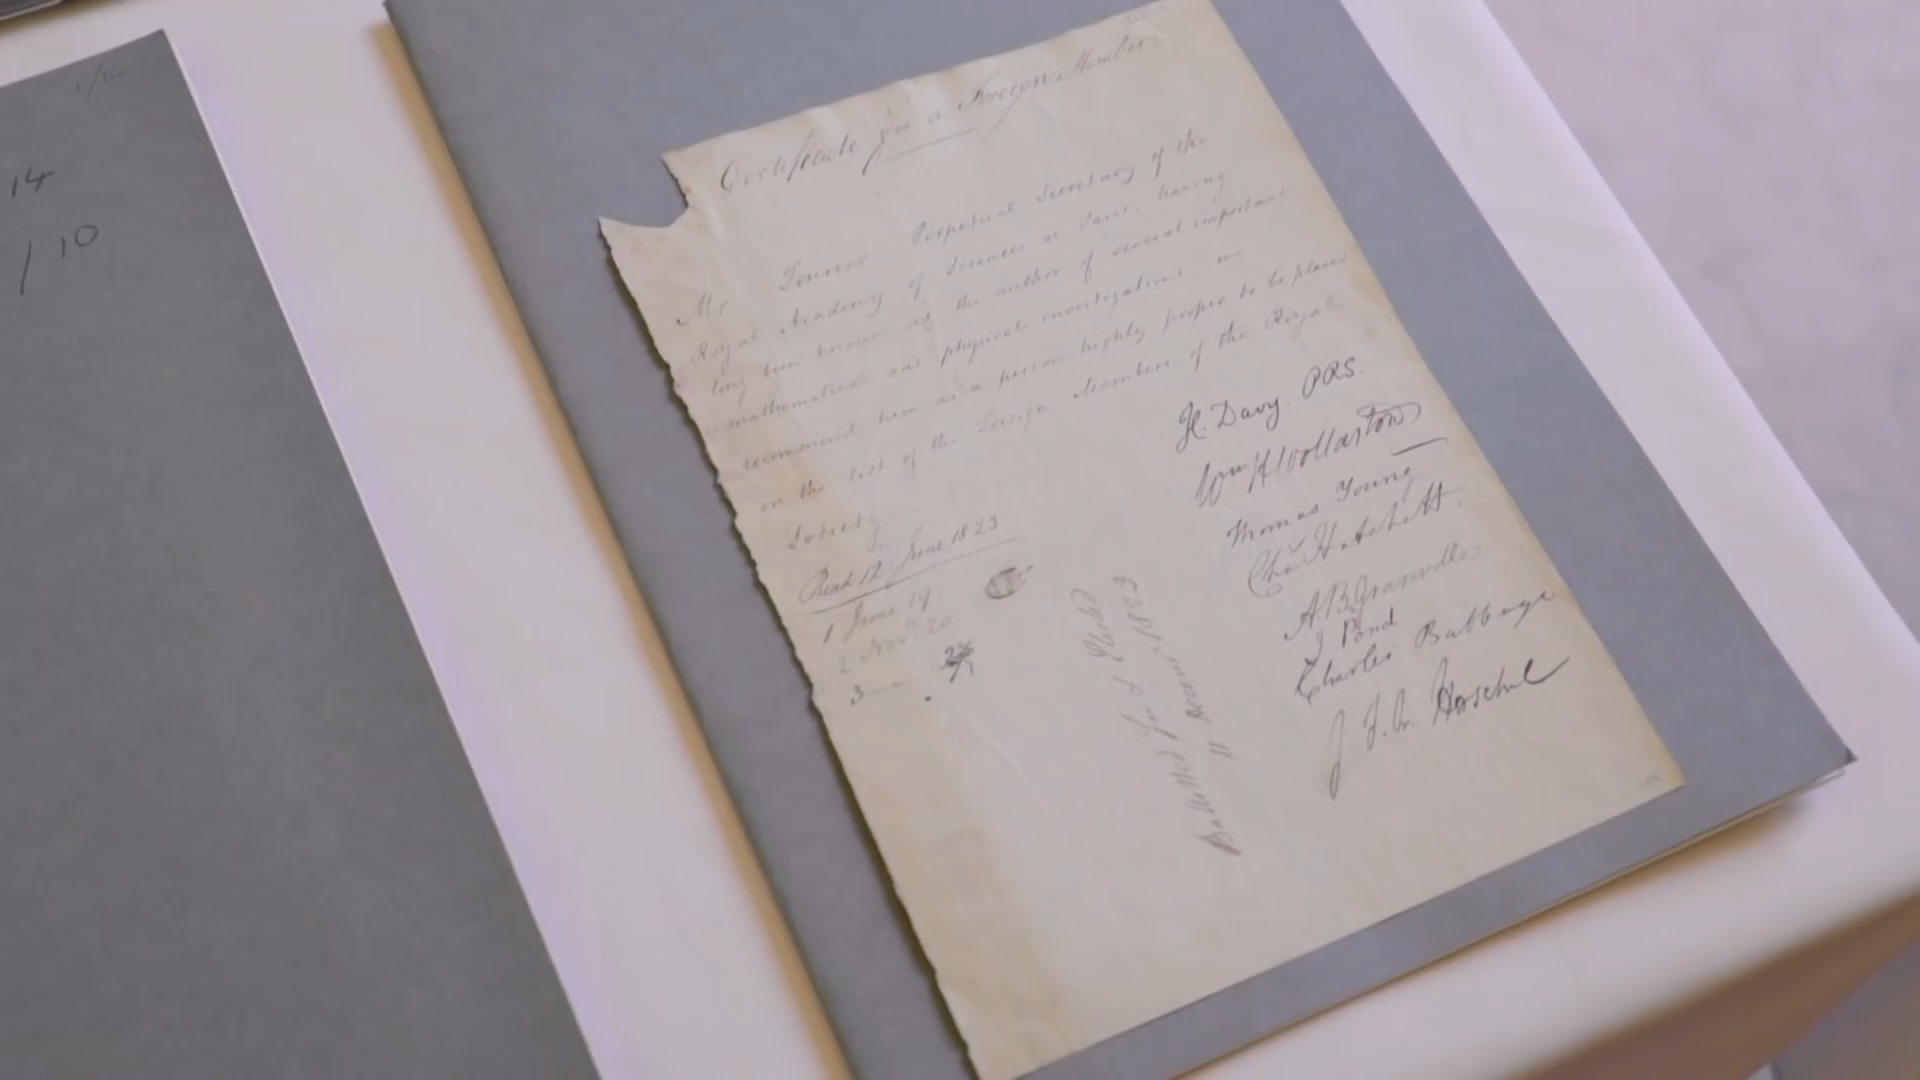 14
/ 10
Certificate for a Foreign Member
Mr. Fourier Perpetual Secretary of the
Royal Academy of Sciences at Paris, having
long been known as the author of several important
mathematical and physical investigations, we
recommend him as a person highly proper to be placed
on the list of the Foreign Members of the Royal
Society.
Read 12 June 1823
1 June 19.
2 Novr. 20.
3
Ballotted for & Elected
11 December 1823
H. Davy. PRS.
Wm H Wollaston
Thomas Young
Chas Hatchett.
A. B. Granville
J Pond
Charles Babbage
J. F. W. Herschel